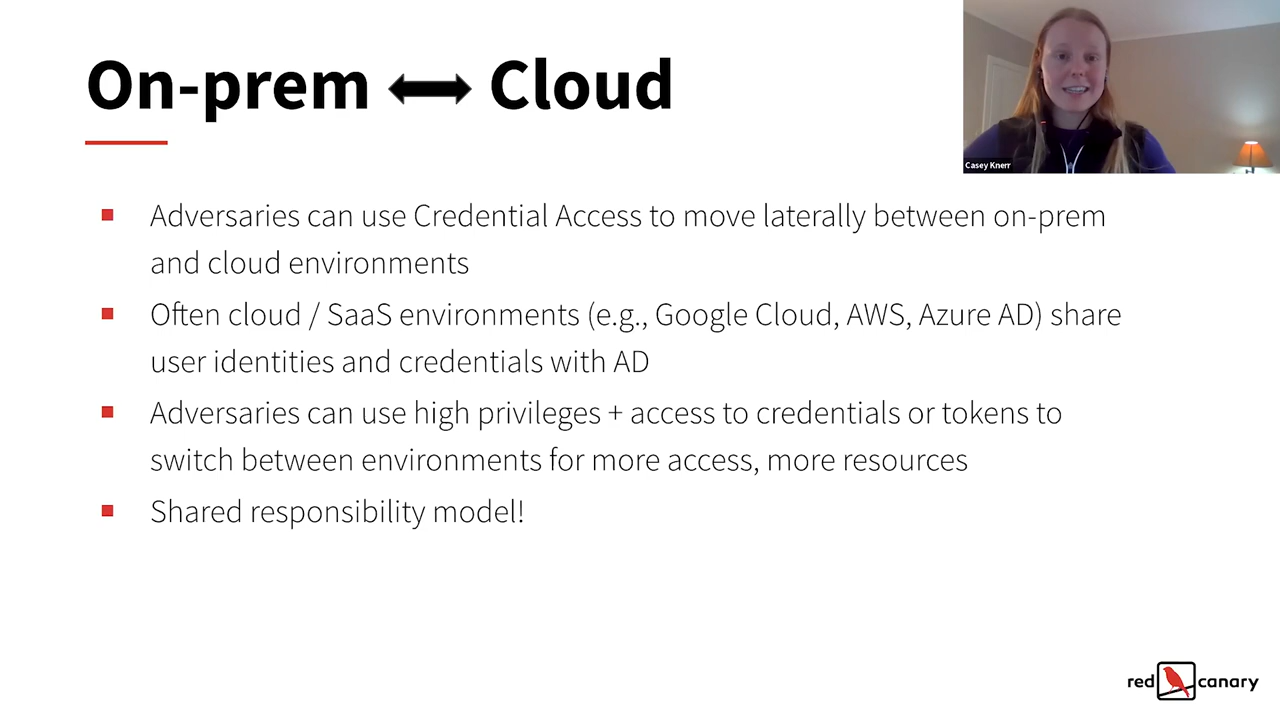 On-prem ↔ Cloud
Casey Knerr
Adversaries can use Credential Access to move laterally between on-prem
and cloud environments
Often cloud / SaaS environments (e.g., Google Cloud, AWS, Azure AD) share
user identities and credentials with AD
Adversaries can use high privileges + access to credentials or tokens to
switch between environments for more access, more resources
Shared responsibility model!
red canary